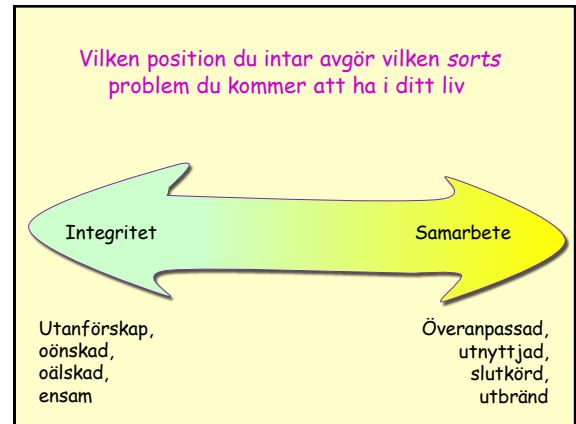 Vilken position du intar avgör vilken sorts
problem du kommer att ha i ditt liv
Integritet
Samarbete
Utanförskap,
oönskad,
oälskad,
ensam
Överanpassad,
utnyttjad,
slutkörd,
utbränd